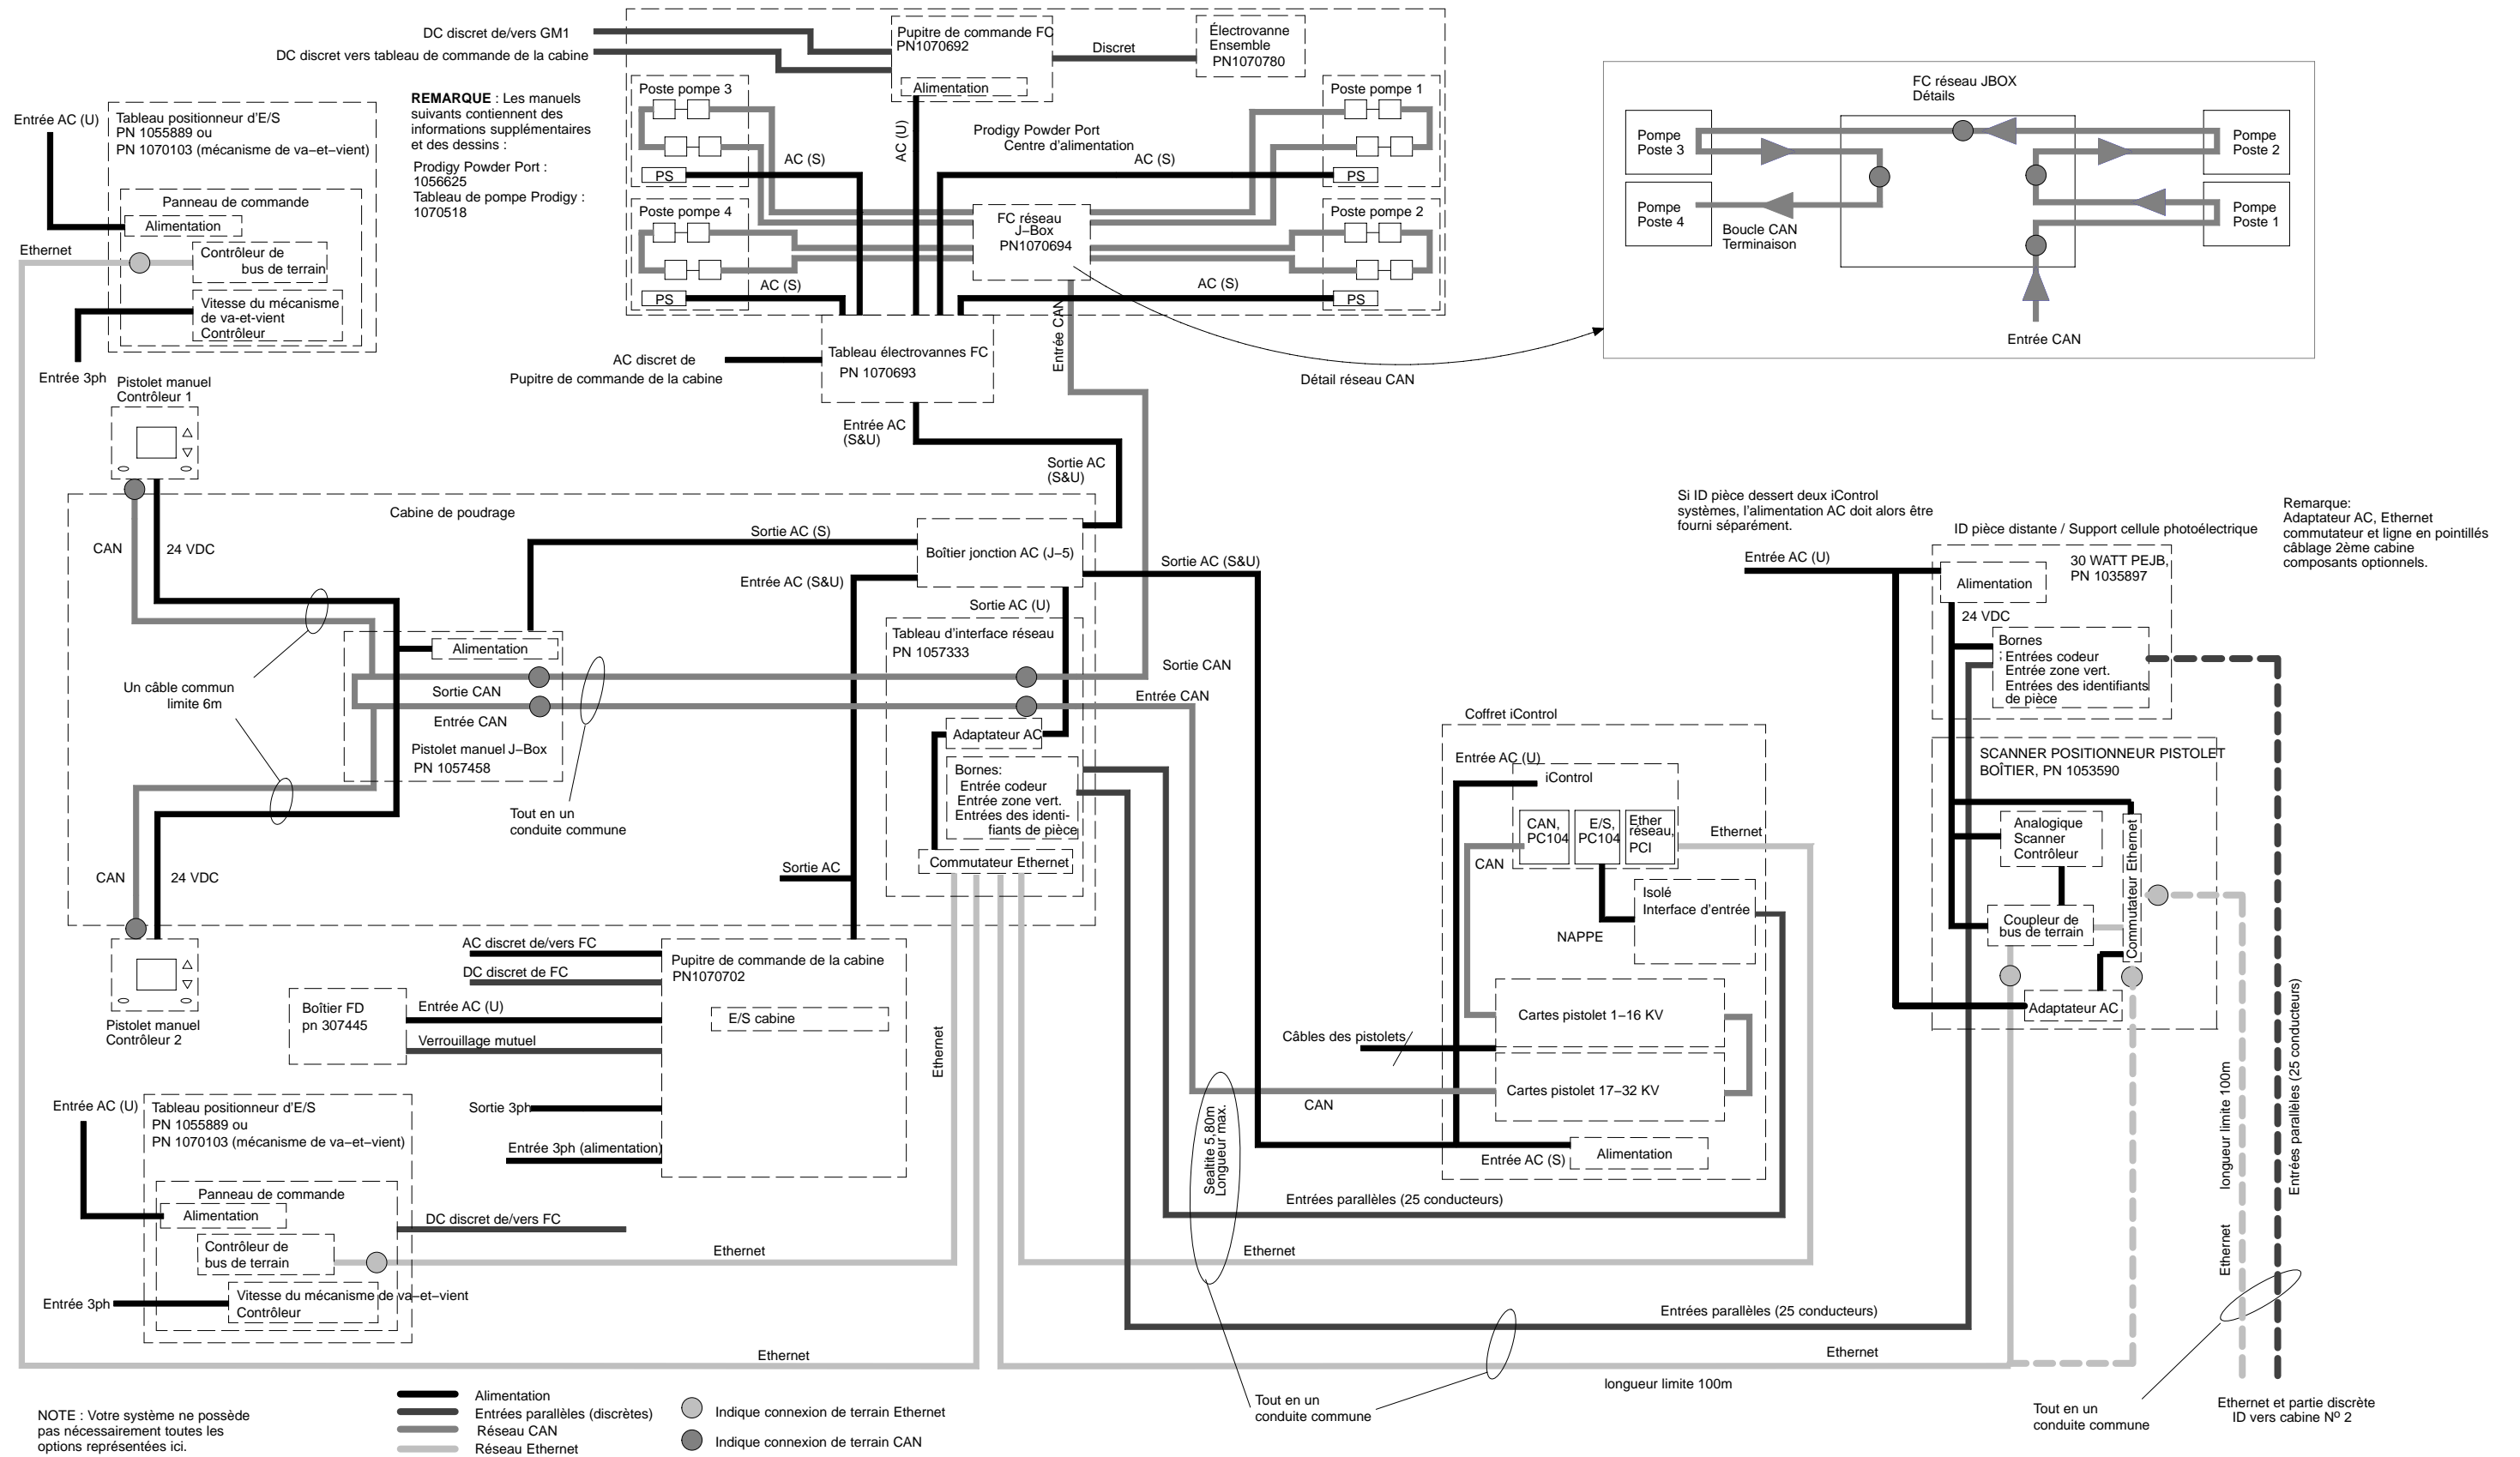 DC discret de/vers GM1
DC discret vers tableau de commande de la cabine
Pupitre de commande FC
PN1070692
Alimentation
Discret
Électrovanne
Ensemble
PN1070780
REMARQUE : Les manuels
suivants contiennent des
informations supplémentaires
et des dessins :
Prodigy Powder Port :
1056625
Tableau de pompe Prodigy :
1070518
Poste pompe 3
PS
AC (S)
AC (U)
Prodigy Powder Port
Centre d'alimentation
AC (S)
Poste pompe 1
PS
Poste pompe 4
PS
AC (S)
FC réseau
J–Box
PN1070694
Poste pompe 2
PS
AC (S)
Entrée CAN
FC réseau JBOX
Détails
Pompe
Poste 3
Pompe
Poste 2
Pompe
Poste 4
Pompe
Poste 1
Boucle CAN
Terminaison
Entrée CAN
Détail réseau CAN
Entrée AC (U)
Tableau positionneur d'E/S
PN 1055889 ou
PN 1070103 (mécanisme de va–et–vient)
Panneau de commande
Alimentation
Ethernet
Contrôleur de
bus de terrain
Vitesse du mécanisme
de va-et-vient
Contrôleur
Entrée 3ph
Pistolet manuel
Contrôleur 1
AC discret de
Pupitre de commande de la cabine
Tableau électrovannes FC
PN 1070693
Entrée AC
(S&U)
Sortie AC
(S&U)
Cabine de poudrage
CAN
24 VDC
Sortie AC (S)
Boîtier jonction AC (J–5)
Entrée AC (S&U)
Sortie AC (S&U)
Sortie AC (U)
Tableau d'interface réseau
PN 1057333
Alimentation
Sortie CAN
Entrée CAN
Pistolet manuel J–Box
PN 1057458
Un câble commun
limite 6m
Tout en un
conduite commune
Sortie CAN
Entrée CAN
Adaptateur AC
Bornes:
Entrée codeur
Entrée zone vert.
Entrées des identi-
fiants de pièce
Commutateur Ethernet
Sortie AC
CAN
24 VDC
Pistolet manuel
Contrôleur 2
AC discret de/vers FC
DC discret de FC
Boîtier FD
pn 307445
Entrée AC (U)
Verrouillage mutuel
Pupitre de commande de la cabine
PN1070702
E/S cabine
Sortie 3ph
Entrée 3ph (alimentation)
Ethernet
Entrée AC (U)
Tableau positionneur d'E/S
PN 1055889 ou
PN 1070103 (mécanisme de va–et–vient)
Panneau de commande
Alimentation
DC discret de/vers FC
Contrôleur de
bus de terrain
Ethernet
Vitesse du mécanisme de va–et–vient
Contrôleur
Entrée 3ph
Ethernet
Si ID pièce dessert deux iControl
systèmes, l'alimentation AC doit alors être
fourni séparément.
ID pièce distante / Support cellule photoélectrique
Remarque:
Adaptateur AC, Ethernet
commutateur et ligne en pointillés
câblage 2ème cabine
composants optionnels.
Entrée AC (U)
Alimentation
30 WATT PEJB,
PN 1035897
24 VDC
Bornes
: Entrées codeur
Entrée zone vert.
Entrées des identifiants
de pièce
SCANNER POSITIONNEUR PISTOLET
BOÎTIER, PN 1053590
Analogique
Scanner
Contrôleur
Commutateur Ethernet
Coupleur de
bus de terrain
Adaptateur AC
Coffret iControl
Entrée AC (U)
iControl
CAN,
PC104
E/S,
PC104
Ether
réseau,
PCI
Ethernet
CAN
Isolé
Interface d'entrée
NAPPE
Cartes pistolet 1–16 KV
Câbles des pistolets
Cartes pistolet 17–32 KV
CAN
Sealtite 5,80m
Longueur max.
Entrée AC (S)
Alimentation
Entrées parallèles (25 conducteurs)
Ethernet
Entrées parallèles (25 conducteurs)
Ethernet
longueur limite 100m
Tout en un
conduite commune
longueur limite 100m
Ethernet
Entrées parallèles (25 conducteurs)
Tout en un
conduite commune
Ethernet et partie discrète
ID vers cabine Nº 2
NOTE : Votre système ne possède
pas nécessairement toutes les
options représentées ici.
Alimentation
Entrées parallèles (discrètes)
Réseau CAN
Réseau Ethernet
Indique connexion de terrain Ethernet
Indique connexion de terrain CAN